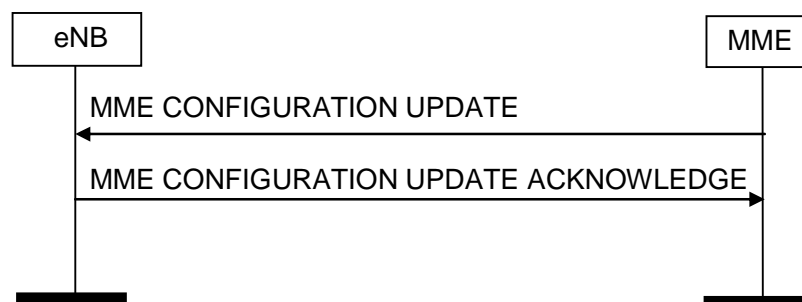 eNB
MME
MME CONFIGURATION UPDATE
MME CONFIGURATION UPDATE ACKNOWLEDGE